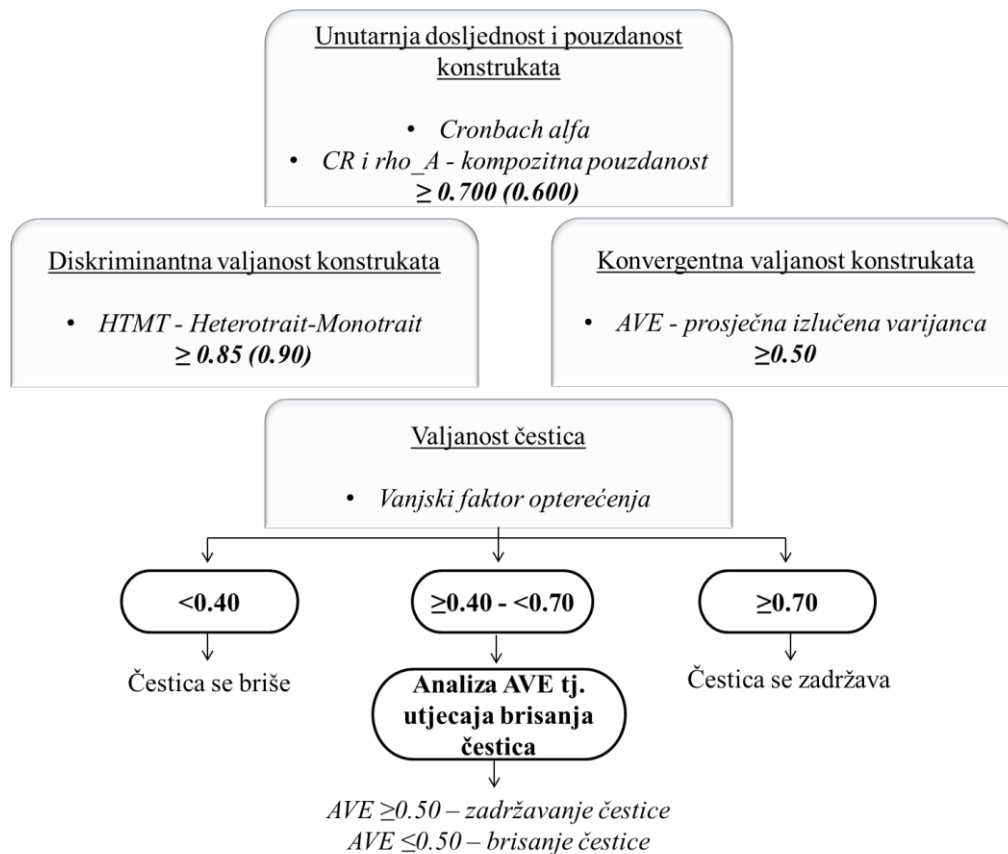 Unutarnja dosljednost i pouzdanost
konstrukata
• Cronbach alfa
• CR i rho_A - kompozitna pouzdanost
≥ 0.700 (0.600)
Diskriminantna valjanost konstrukata
• HTMT - Heterotrait-Monotrait
≥ 0.85 (0.90)
Konvergentna valjanost konstrukata
• AVE - prosječna izlučena varijanca
≥0.50
Valjanost čestica
• Vanjski faktor opterećenja
<0.40
≥0.40 - <0.70
≥0.70
Čestica se briše
Analiza AVE tj.
utjecaja brisanja
čestica
Čestica se zadržava
AVE ≥0.50 – zadržavanje čestice
AVE ≤0.50 – brisanje čestice